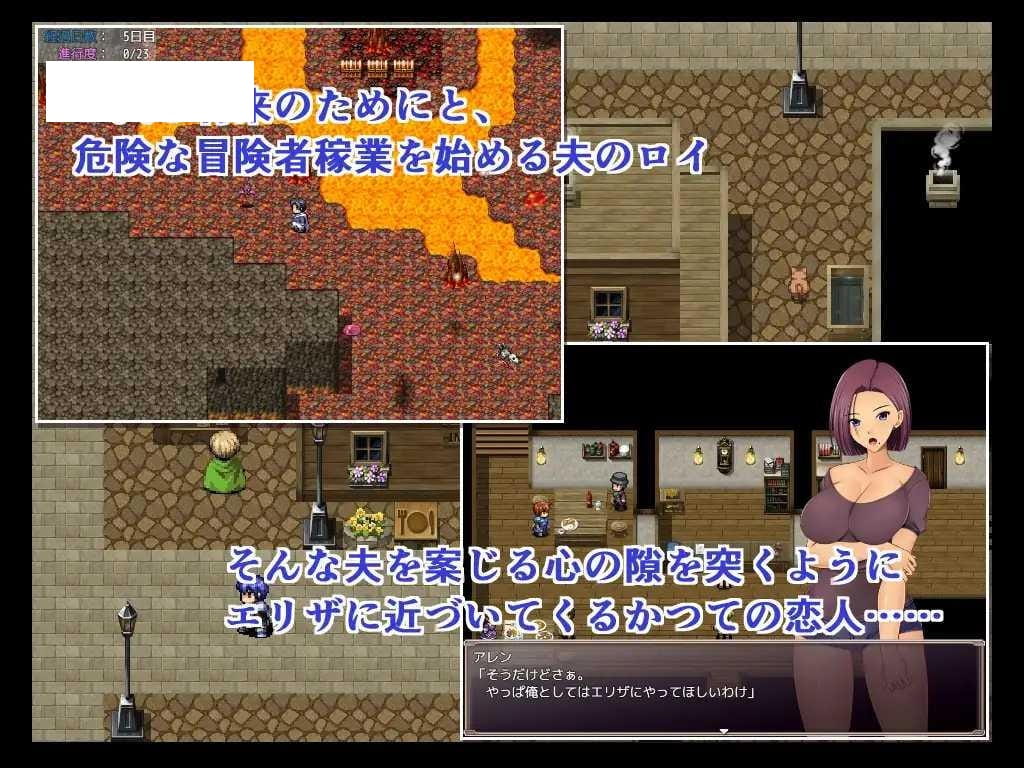 経過日数： 5日目
進行度： 0/23
来のためにと、
危険な冒険者稼業を始める夫のロイ
そんな夫を案じる心の隙を突くように
エリザに近づいてくるかつての恋人……
アレン
「そうだけどさぁ。
やっぱ俺としてはエリザにやってほしいわけ」